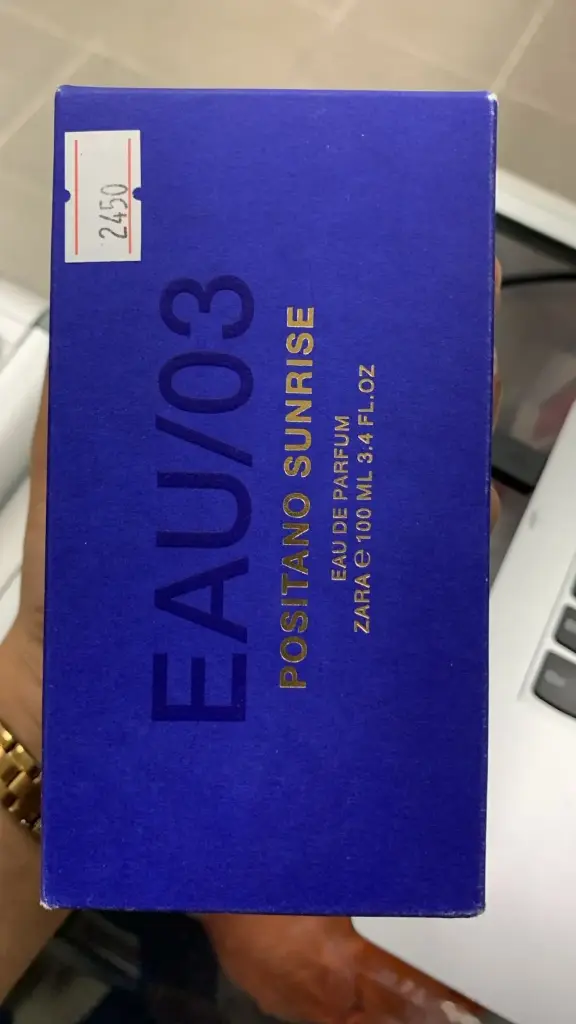 2450
EAU/03
POSITANO SUNRISE
EAU DE PARFUM
ZARA ℮ 100 ML 3.4 FL.OZ